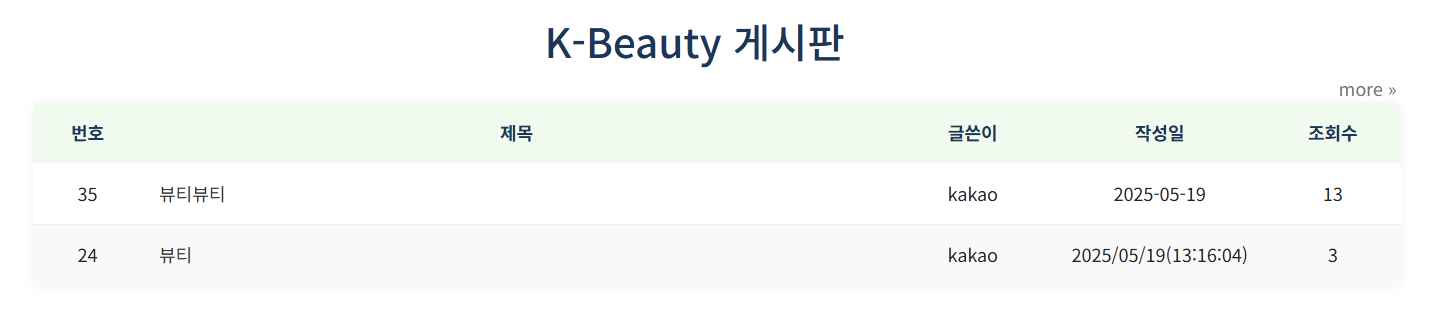 K-Beauty 게시판
more »
번호 제목 글쓴이 작성일 조회수
35 뷰티뷰티 kakao 2025-05-19 13
24 뷰티 kakao 2025/05/19(13:16:04) 3